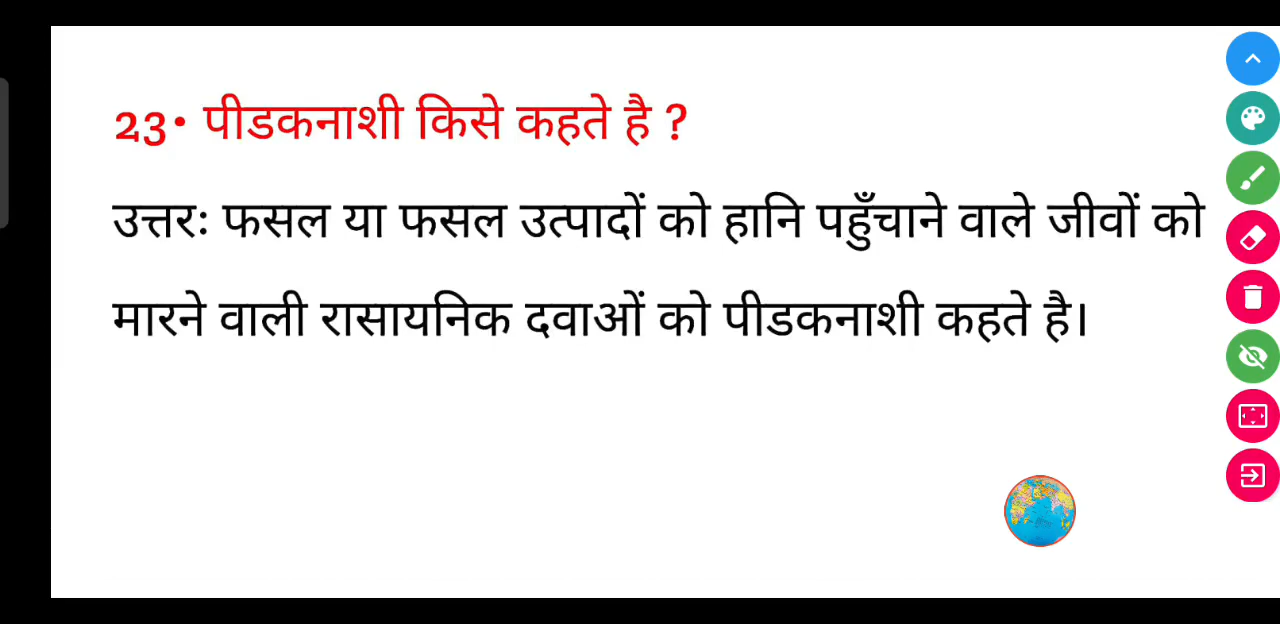 23• पीडकनाशी किसे कहते है ?
उत्तरः फसल या फसल उत्पादों को हानि पहुँचाने वाले जीवों को
मारने वाली रासायनिक दवाओं को पीडकनाशी कहते है।